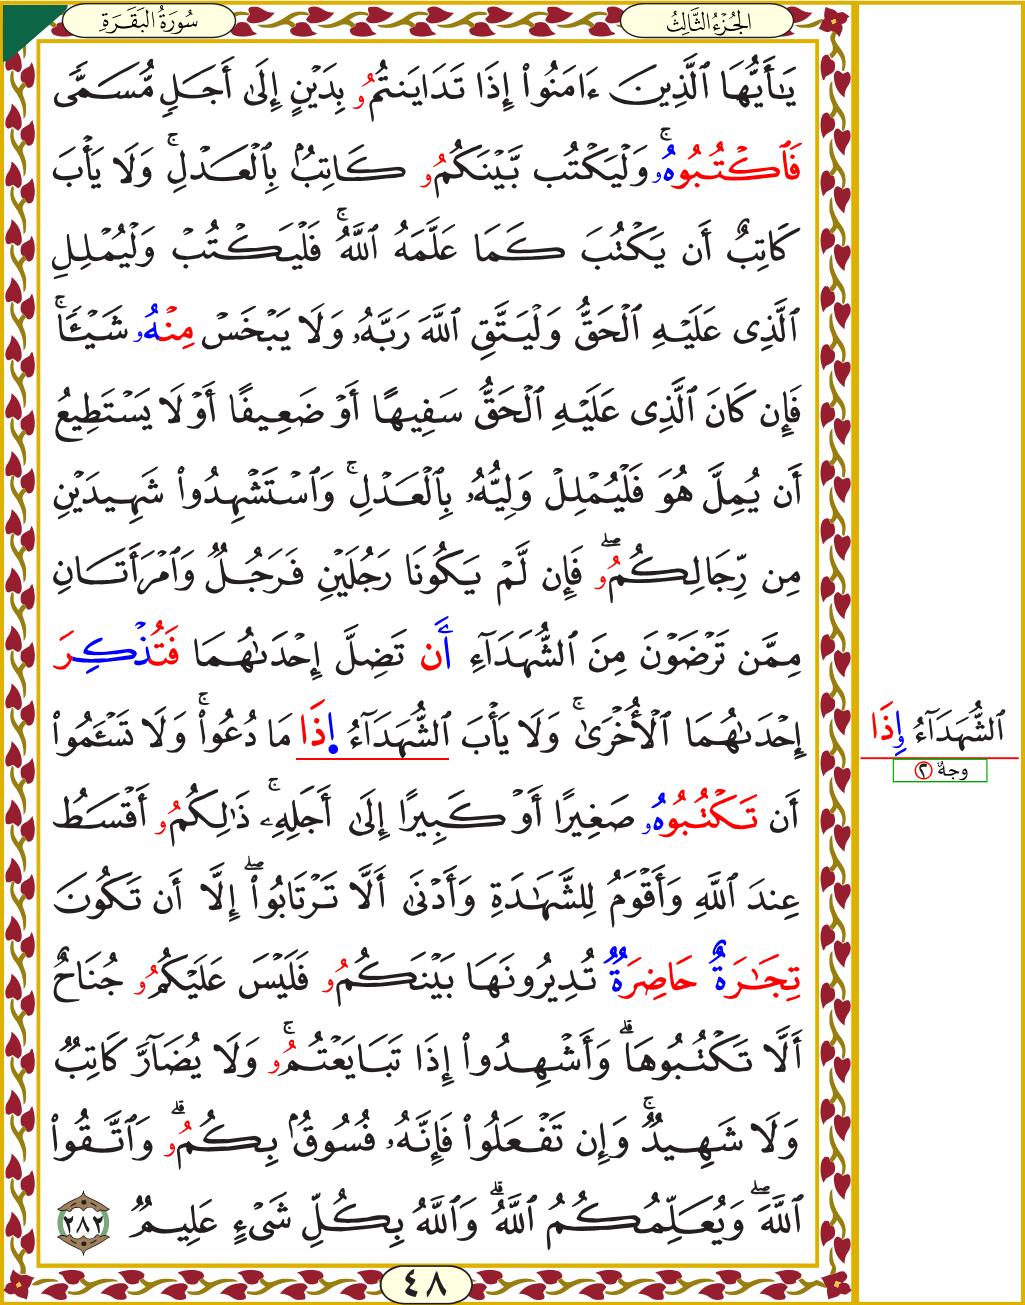 الجُزْءُ الثَّالِثُ
سُورَةُ البَقَرَةِ
يَٰٓأَيُّهَا ٱلَّذِينَ ءَامَنُوٓا۟ إِذَا تَدَايَنتُمُۥ بِدَيْنٍ إِلَىٰٓ أَجَلٍ مُّسَمًّى
فَٱكْتُبُوهُۥۚ وَلْيَكْتُب بَّيْنَكُمُۥ كَاتِبٌۢ بِٱلْعَدْلِۚ وَلَا يَأْبَ
كَاتِبٌ أَن يَكْتُبَ كَمَا عَلَّمَهُ ٱللَّهُۚ فَلْيَكْتُبْ وَلْيُمْلِلِ
ٱلَّذِى عَلَيْهِ ٱلْحَقُّ وَلْيَتَّقِ ٱللَّهَ رَبَّهُۥ وَلَا يَبْخَسْ مِنْهُۥ شَيْـًٔاۚ
فَإِن كَانَ ٱلَّذِى عَلَيْهِ ٱلْحَقُّ سَفِيهًا أَوْ ضَعِيفًا أَوْ لَا يَسْتَطِيعُ
أَن يُمِلَّ هُوَ فَلْيُمْلِلْ وَلِيُّهُۥ بِٱلْعَدْلِۚ وَٱسْتَشْهِدُوا۟ شَهِيدَيْنِ
مِن رِّجَالِكُمُۥۖ فَإِن لَّمْ يَكُونَا رَجُلَيْنِ فَرَجُلٌ وَٱمْرَأَتَانِ
مِمَّن تَرْضَوْنَ مِنَ ٱلشُّهَدَآءِ أَن تَضِلَّ إِحْدَىٰهُمَا فَتُذْكِرَ
إِحْدَىٰهُمَا ٱلْأُخْرَىٰۚ وَلَا يَأْبَ ٱلشُّهَدَآءُ ٱ۪ذَا مَا دُعُوا۟ۚ وَلَا تَسْـَٔمُوٓا۟
ٱلشُّهَدَآءُ وِذَا
وجهٌ ٢
أَن تَكْتُبُوهُۥ صَغِيرًا أَوْ كَبِيرًا إِلَىٰٓ أَجَلِهِۦۚ ذَٰلِكُمُۥ أَقْسَطُ
عِندَ ٱللَّهِ وَأَقْوَمُ لِلشَّهَٰدَةِ وَأَدْنَىٰٓ أَلَّا تَرْتَابُوٓا۟ۖ إِلَّآ أَن تَكُونَ
تِجَٰرَةٌ حَاضِرَةٌ تُدِيرُونَهَا بَيْنَكُمُۥ فَلَيْسَ عَلَيْكُمُۥ جُنَاحٌ
أَلَّا تَكْتُبُوهَاۗ وَأَشْهِدُوٓا۟ إِذَا تَبَايَعْتُمُۥۚ وَلَا يُضَآرَّ كَاتِبٌ
وَلَا شَهِيدٌۚ وَإِن تَفْعَلُوا۟ فَإِنَّهُۥ فُسُوقٌۢ بِكُمُۥۗ وَٱتَّقُوا۟
ٱللَّهَۖ وَيُعَلِّمُكُمُ ٱللَّهُۗ وَٱللَّهُ بِكُلِّ شَىْءٍ عَلِيمٌ ٢٨٢
٤٨